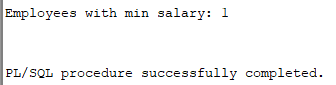 Employees with min salary: 1
PL/SQL procedure successfully completed.